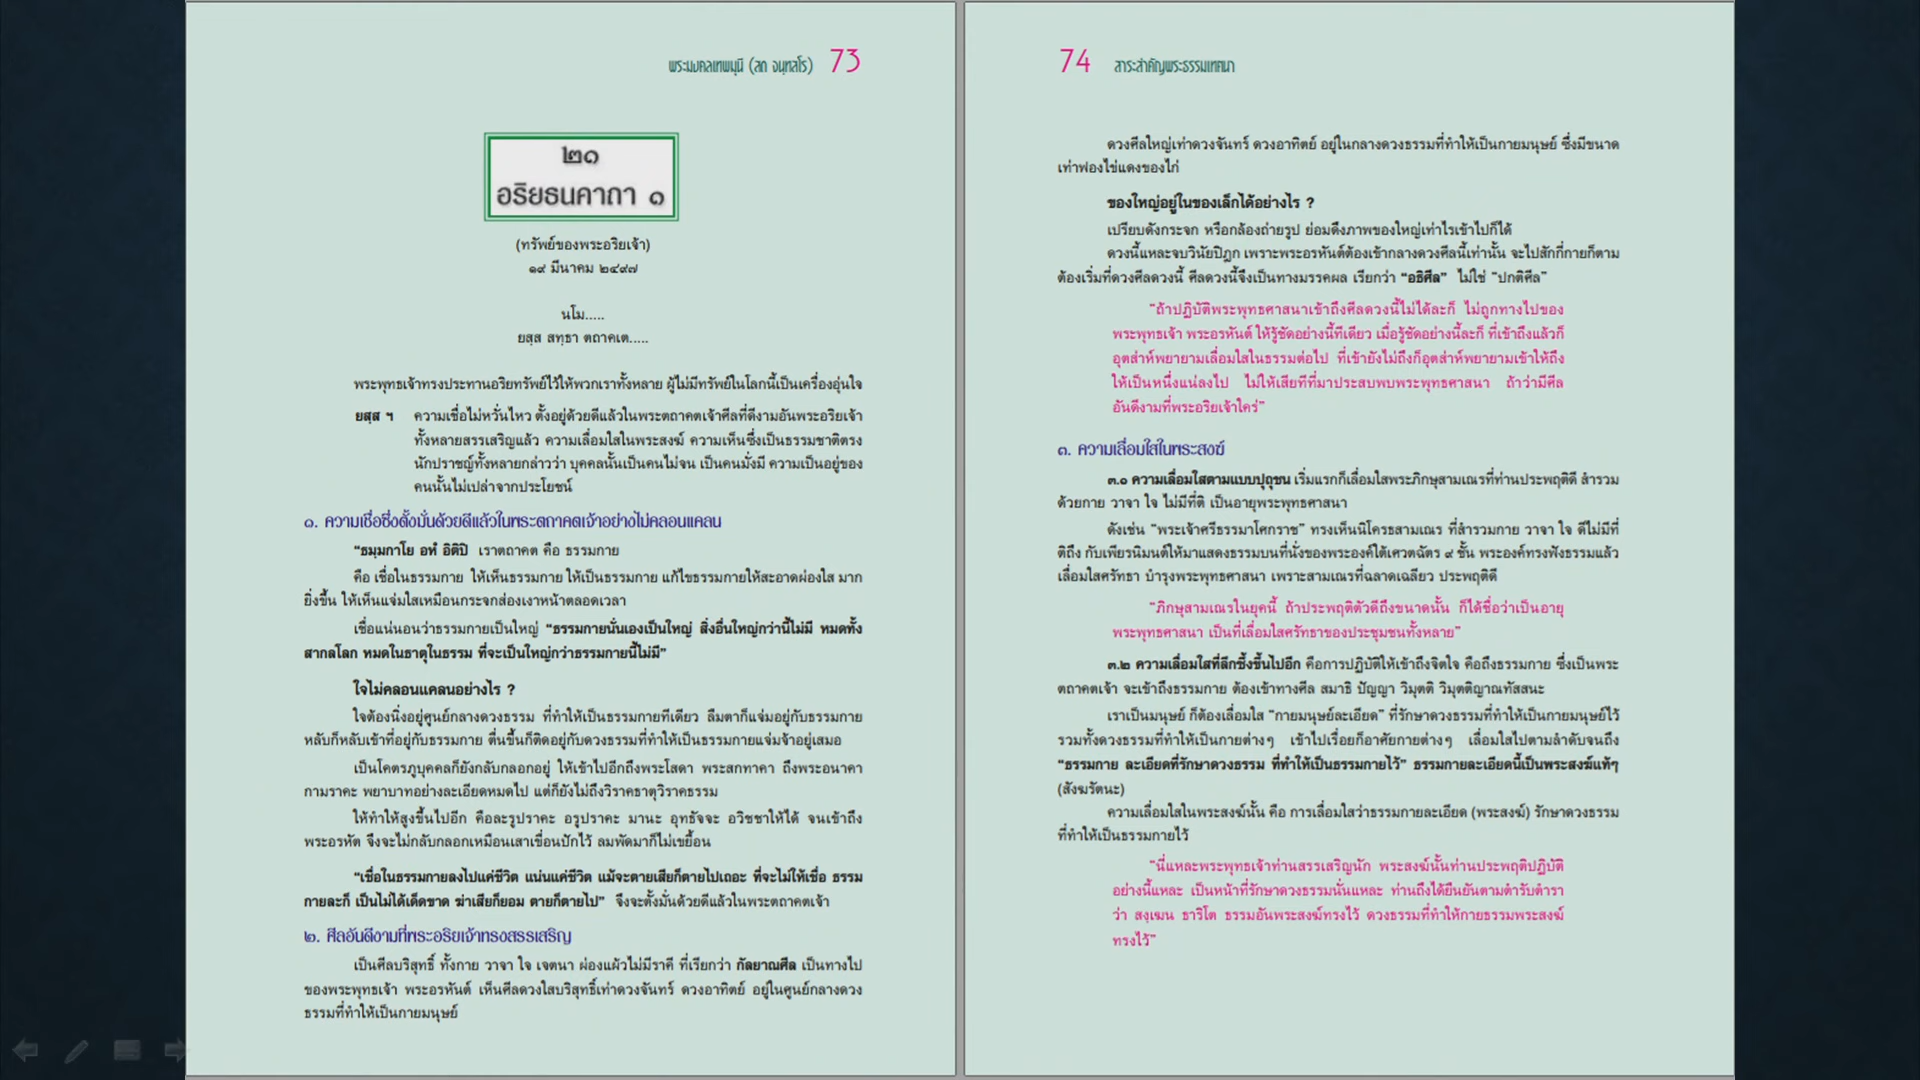 พระมงคลเทพมุนี (สด จนฺทสโร) 73
๒๑
อริยธนคาถา ๑
(ทรัพย์ของพระอริยเจ้า)
๑๙ มีนาคม ๒๔๙๗
นโม.....
ยสฺส สทฺธา ตถาคเต.....
พระพุทธเจ้าทรงประทานอริยทรัพย์ไว้ให้พวกเราทั้งหลาย ผู้ไม่มีทรัพย์ในโลกนี้เป็นเครื่องอุ่นใจ
ยสฺส ฯ ความเชื่อไม่หวั่นไหว ตั้งอยู่ด้วยดีแล้วในพระตถาคตเจ้าศีลที่ดีงามอันพระอริยเจ้า
ทั้งหลายสรรเสริญแล้ว ความเลื่อมใสในพระสงฆ์ ความเห็นซึ่งเป็นธรรมชาติตรง
นักปราชญ์ทั้งหลายกล่าวว่า บุคคลนั้นเป็นคนไม่จน เป็นคนมั่งมี ความเป็นอยู่ของ
คนนั้นไม่เปล่าจากประโยชน์
๑. ความเชื่อซึ่งตั้งมั่นด้วยดีแล้วในพระตถาคตเจ้าอย่างไม่คลอนแคลน
“ธมฺมกาโย อหํ อิติปิ เราตถาคต คือ ธรรมกาย
คือ เชื่อในธรรมกาย ให้เห็นธรรมกาย ให้เป็นธรรมกาย แก้ไขธรรมกายให้สะอาดผ่องใส มาก
ยิ่งขึ้น ให้เห็นแจ่มใสเหมือนกระจกส่องเงาหน้าตลอดเวลา
เชื่อแน่นอนว่าธรรมกายเป็นใหญ่ “ธรรมกายนั่นเองเป็นใหญ่ สิ่งอื่นใหญ่กว่านี้ไม่มี หมดทั้ง
สากลโลก หมดในธาตุในธรรม ที่จะเป็นใหญ่กว่าธรรมกายนี้ไม่มี”
ใจไม่คลอนแคลนอย่างไร ?
ใจต้องนิ่งอยู่ศูนย์กลางดวงธรรม ที่ทำให้เป็นธรรมกายทีเดียว ลืมตาก็แจ่มอยู่กับธรรมกาย
หลับก็หลับเข้าที่อยู่กับธรรมกาย ตื่นขึ้นก็ติดอยู่กับดวงธรรมที่ทำให้เป็นธรรมกายแจ่มจ้าอยู่เสมอ
เป็นโคตรภูบุคคลก็ยังกลับกลอกอยู่ ให้เข้าไปอีกถึงพระโสดา พระสกทาคา ถึงพระอนาคา
กามราคะ พยาบาทอย่างละเอียดหมดไป แต่ก็ยังไม่ถึงวิราคธาตุวิราคธรรม
ให้ทำให้สูงขึ้นไปอีก คือละรูปราคะ อรูปราคะ มานะ อุทธัจจะ อวิชชาให้ได้ จนเข้าถึง
พระอรหัต จึงจะไม่กลับกลอกเหมือนเสาเขื่อนปักไว้ ลมพัดมาก็ไม่เขยื้อน
“เชื่อในธรรมกายลงไปแค่ชีวิต แน่นแค่ชีวิต แม้จะตายเสียก็ตายไปเถอะ ที่จะไม่ให้เชื่อ ธรรม
กายละก็ เป็นไม่ได้เด็ดขาด ฆ่าเสียก็ยอม ตายก็ตายไป” จึงจะตั้งมั่นด้วยดีแล้วในพระตถาคตเจ้า
๒. ศีลอันดีงามที่พระอริยเจ้าทรงสรรเสริญ
เป็นศีลบริสุทธิ์ ทั้งกาย วาจา ใจ เจตนา ผ่องแผ้วไม่มีราคี ที่เรียกว่า กัลยาณศีล เป็นทางไป
ของพระพุทธเจ้า พระอรหันต์ เห็นศีลดวงใสบริสุทธิ์เท่าดวงจันทร์ ดวงอาทิตย์ อยู่ในศูนย์กลางดวง
ธรรมที่ทำให้เป็นกายมนุษย์
74 สาระสำคัญพระธรรมเทศนา
ดวงศีลใหญ่เท่าดวงจันทร์ ดวงอาทิตย์ อยู่ในกลางดวงธรรมที่ทำให้เป็นกายมนุษย์ ซึ่งมีขนาด
เท่าฟองไข่แดงของไก่
ของใหญ่อยู่ในของเล็กได้อย่างไร ?
เปรียบดังกระจก หรือกล้องถ่ายรูป ย่อมดึงภาพของใหญ่เท่าไรเข้าไปก็ได้
ดวงนี้แหละจบวินัยปิฎก เพราะพระอรหันต์ต้องเข้ากลางดวงศีลนี้เท่านั้น จะไปสักกี่กายก็ตาม
ต้องเริ่มที่ดวงศีลดวงนี้ ศีลดวงนี้จึงเป็นทางมรรคผล เรียกว่า “อธิศีล” ไม่ใช่ “ปกติศีล”
“ถ้าปฏิบัติพระพุทธศาสนาเข้าถึงศีลดวงนี้ไม่ได้ละก็ ไม่ถูกทางไปของ
พระพุทธเจ้า พระอรหันต์ ให้รู้ชัดอย่างนี้ทีเดียว เมื่อรู้ชัดอย่างนี้ละก็ ที่เข้าถึงแล้วก็
อุตส่าห์พยายามเลื่อมใสในธรรมต่อไป ที่เข้ายังไม่ถึงก็อุตส่าห์พยายามเข้าให้ถึง
ให้เป็นหนึ่งแน่ลงไป ไม่ให้เสียทีที่มาประสบพบพระพุทธศาสนา ถ้าว่ามีศีล
อันดีงามที่พระอริยเจ้าใคร่”
๓. ความเลื่อมใสในพระสงฆ์
๓.๑ ความเลื่อมใสตามแบบปุถุชน เริ่มแรกก็เลื่อมใสพระภิกษุสามเณรที่ท่านประพฤติดี สำรวม
ด้วยกาย วาจา ใจ ไม่มีที่ติ เป็นอายุพระพุทธศาสนา
ดังเช่น “พระเจ้าศรีธรรมาโศกราช” ทรงเห็นนิโครธสามเณร ที่สำรวมกาย วาจา ใจ ดีไม่มีที่
ติถึง กับเพียรนิมนต์ให้มาแสดงธรรมบนที่นั่งของพระองค์ใต้เศวตฉัตร ๙ ชั้น พระองค์ทรงฟังธรรมแล้ว
เลื่อมใสศรัทธา บำรุงพระพุทธศาสนา เพราะสามเณรที่ฉลาดเฉลียว ประพฤติดี
“ภิกษุสามเณรในยุคนี้ ถ้าประพฤติตัวดีถึงขนาดนั้น ก็ได้ชื่อว่าเป็นอายุ
พระพุทธศาสนา เป็นที่เลื่อมใสศรัทธาของประชุมชนทั้งหลาย”
๓.๒ ความเลื่อมใสที่ลึกซึ้งขึ้นไปอีก คือการปฏิบัติให้เข้าถึงจิตใจ คือถึงธรรมกาย ซึ่งเป็นพระ
ตถาคตเจ้า จะเข้าถึงธรรมกาย ต้องเข้าทางศีล สมาธิ ปัญญา วิมุตติ วิมุตติญาณทัสสนะ
เราเป็นมนุษย์ ก็ต้องเลื่อมใส “กายมนุษย์ละเอียด” ที่รักษาดวงธรรมที่ทำให้เป็นกายมนุษย์ไว้
รวมทั้งดวงธรรมที่ทำให้เป็นกายต่างๆ เข้าไปเรื่อยก็อาศัยกายต่างๆ เลื่อมใสไปตามลำดับจนถึง
“ธรรมกาย ละเอียดที่รักษาดวงธรรม ที่ทำให้เป็นธรรมกายไว้” ธรรมกายละเอียดนี้เป็นพระสงฆ์แท้ๆ
(สังฆรัตนะ)
ความเลื่อมใสในพระสงฆ์นั้น คือ การเลื่อมใสว่าธรรมกายละเอียด (พระสงฆ์) รักษาดวงธรรม
ที่ทำให้เป็นธรรมกายไว้
“นี่แหละพระพุทธเจ้าท่านสรรเสริญนัก พระสงฆ์นั้นท่านประพฤติปฏิบัติ
อย่างนี้แหละ เป็นหน้าที่รักษาดวงธรรมนั่นแหละ ท่านถึงได้ยืนยันตามตำรับตำรา
ว่า สงฺเฆน ธาริโต ธรรมอันพระสงฆ์ทรงไว้ ดวงธรรมที่ทำให้กายธรรมพระสงฆ์
ทรงไว้”